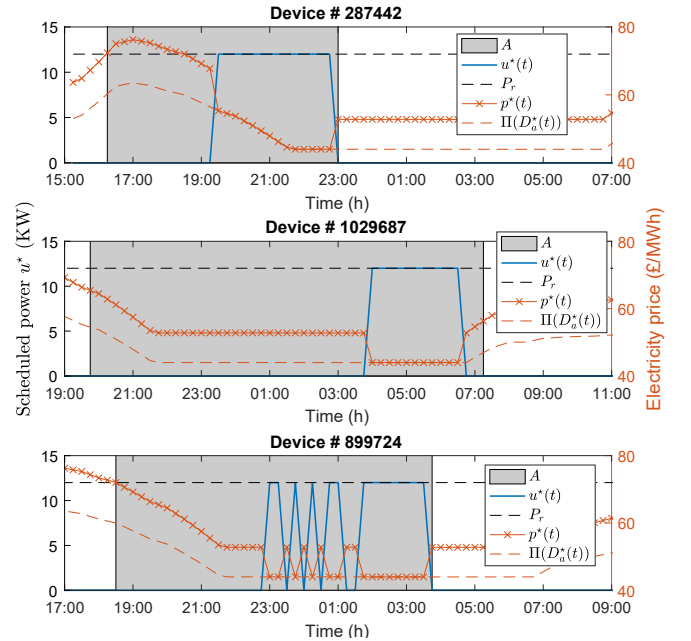 Device # 287442
15
10
5
0
80
60
40
A
u*(t)
P_r
p*(t)
Π(D_a*(t))
15:00 17:00 19:00 21:00 23:00 01:00 03:00 05:00 07:00
Time (h)
Device # 1029687
15
10
5
0
80
60
40
A
u*(t)
P_r
p*(t)
Π(D_a*(t))
19:00 21:00 23:00 01:00 03:00 05:00 07:00 09:00 11:00
Time (h)
Scheduled power u* (KW)
Electricity price (£/MWh)
Device # 899724
15
10
5
0
80
60
40
A
u*(t)
P_r
p*(t)
Π(D_a*(t))
17:00 19:00 21:00 23:00 01:00 03:00 05:00 07:00 09:00
Time (h)